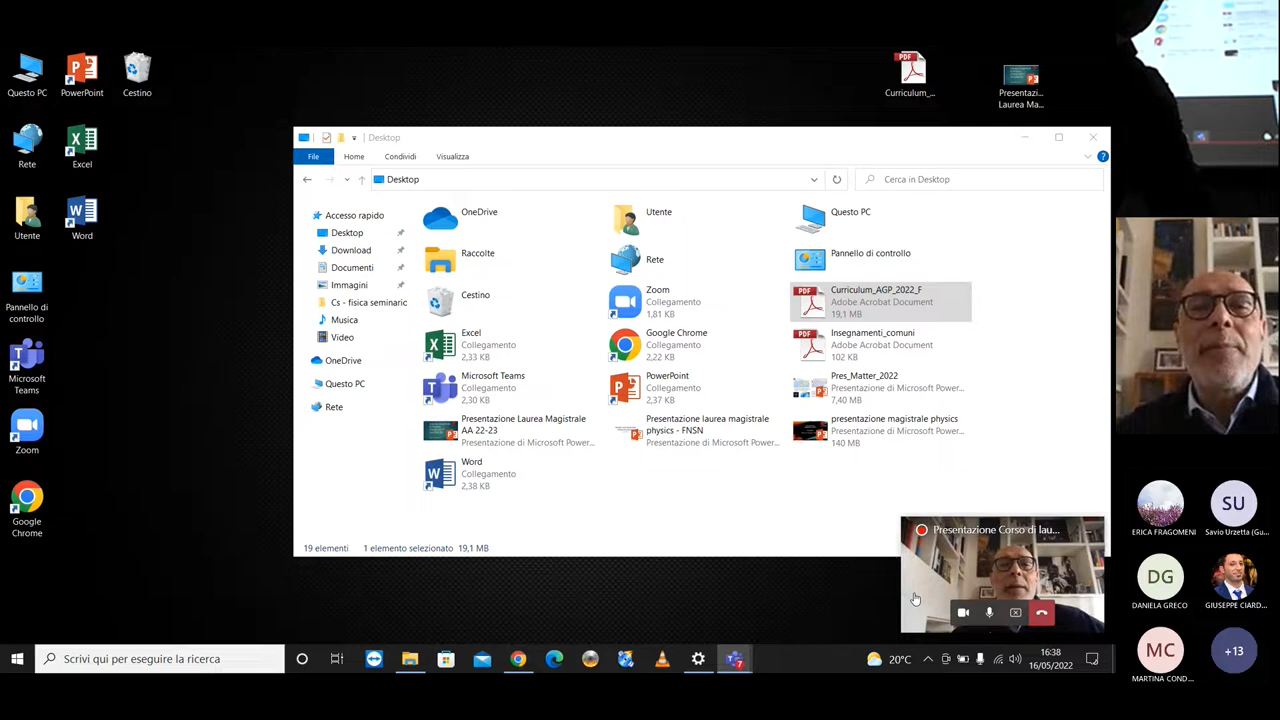 Questo PC
PowerPoint
Cestino
Rete
Excel
Utente
Word
Pannello di
controllo
Microsoft
Teams
Zoom
Google
Chrome
PDF
Curriculum_...
Presentazi...
Laurea Ma...
Desktop
File
Home
Condividi
Visualizza
Desktop
Cerca in Desktop
Accesso rapido
Desktop
Download
Documenti
Immagini
Cs - fisica seminaric
Musica
Video
OneDrive
Questo PC
Rete
OneDrive
Utente
Questo PC
Raccolte
Rete
Pannello di controllo
Cestino
Zoom
Collegamento
1,81 KB
PDF
Curriculum_AGP_2022_F
Adobe Acrobat Document
19,1 MB
Excel
Collegamento
2,33 KB
Google Chrome
Collegamento
2,22 KB
PDF
Insegnamenti_comuni
Adobe Acrobat Document
102 KB
Microsoft Teams
Collegamento
2,30 KB
PowerPoint
Collegamento
2,37 KB
Pres_Matter_2022
Presentazione di Microsoft Power...
7,40 MB
Presentazione Laurea Magistrale
AA 22-23
Presentazione di Microsoft Power...
Presentazione laurea magistrale
physics - FNSN
Presentazione di Microsoft Power...
presentazione magistrale physics
Presentazione di Microsoft Power...
140 MB
Word
Collegamento
2,38 KB
19 elementi
1 elemento selezionato 19,1 MB
Presentazione Corso di lau...
ERICA FRAGOMENI
SU
Savio Urzetta (Gu...
DG
DANIELA GRECO
GIUSEPPE CIARD...
MC
MARTINA COND...
+13
Scrivi qui per eseguire la ricerca
7
20°C
16:38
16/05/2022